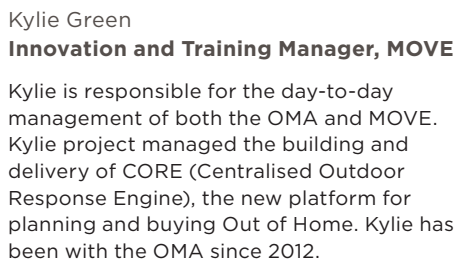 Kylie Green
Innovation and Training Manager, MOVE
Kylie is responsible for the day-to-day
management of both the OMA and MOVE.
Kylie project managed the building and
delivery of CORE (Centralised Outdoor
Response Engine), the new platform for
planning and buying Out of Home. Kylie has
been with the OMA since 2012.